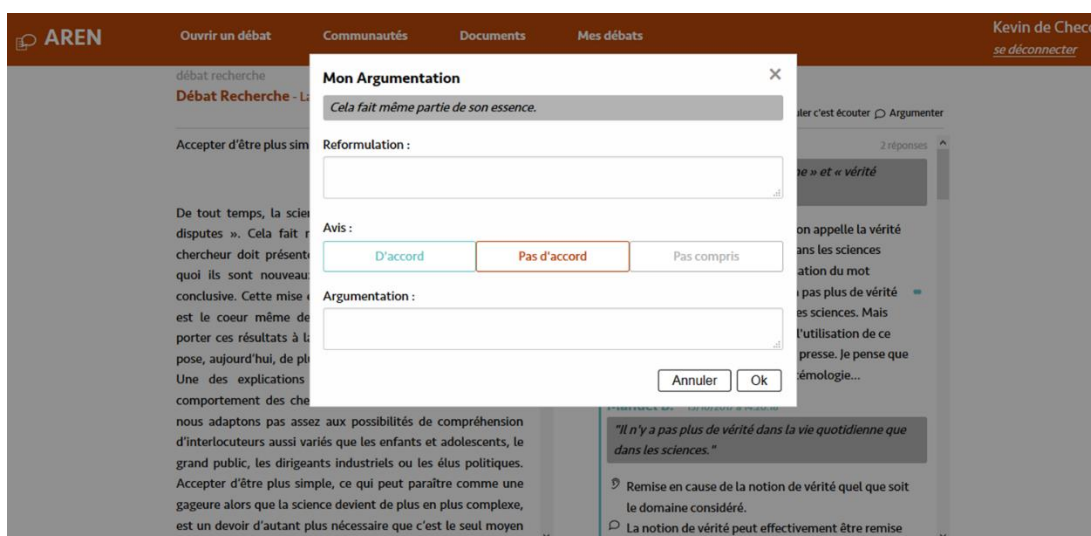 AREN
Ouvrir un débat
Communautés
Documents
Mes débats
Kevin de Chec
se déconnecter
débat recherche
Débat Recherche - L
Mon Argumentation
×
Cela fait même partie de son essence.
Reformulation :
Avis :
D'accord
Pas d'accord
Pas compris
Argumentation :
Annuler
Ok
Accepter d'être plus sim
De tout temps, la scie
disputes ». Cela fait
chercheur doit présent
quoi ils sont nouveau
conclusive. Cette mise
est le coeur même de
porter ces résultats à l
pose, aujourd'hui, de pl
Une des explications
comportement des che
nous adaptons pas assez aux possibilités de compréhension
d'interlocuteurs aussi variés que les enfants et adolescents, le
grand public, les dirigeants industriels ou les élus politiques.
Accepter d'être plus simple, ce qui peut paraître comme une
gageure alors que la science devient de plus en plus complexe,
est un devoir d'autant plus nécessaire que c'est le seul moyen
uler c'est écouter Argumenter
2 réponses
ne » et « vérité
on appelle la vérité
ans les sciences
ation du mot
pas plus de vérité
es sciences. Mais
l'utilisation de ce
presse. Je pense que
témologie...
"Il n'y a pas plus de vérité dans la vie quotidienne que
dans les sciences."
Remise en cause de la notion de vérité quel que soit
le domaine considéré.
La notion de vérité peut effectivement être remise